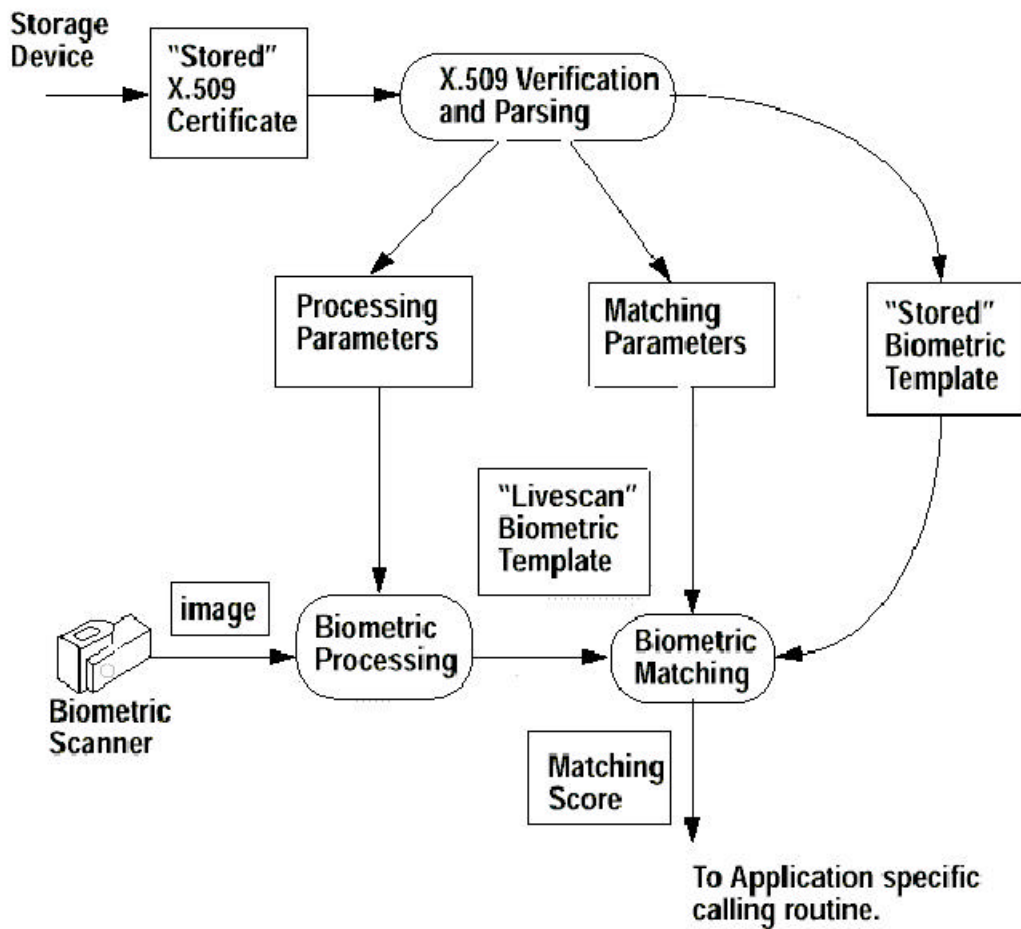 Storage
Device
“Stored”
X.509
Certificate
X.509 Verification
and Parsing
Processing
Parameters
Matching
Parameters
“Stored”
Biometric
Template
“Livescan”
Biometric
Template
image
Biometric
Processing
Biometric
Matching
Biometric
Scanner
Matching
Score
To Application specific
calling routine.